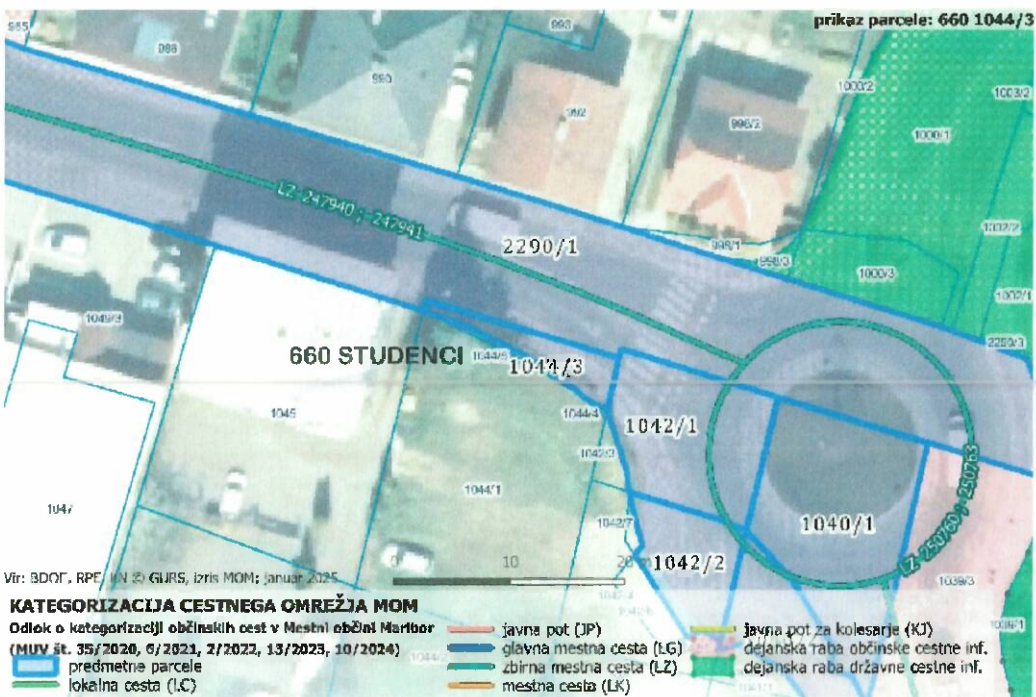 prikaz parcele: 660 1044/3
985
988
990
993
992
996/2
1000/2
1003/2
1000/1
1002/2
1002/1
1000/3
998/1
998/3
2290/3
LZ-247940 ; -247941
2290/1
1049/3
660 STUDENCI
1044/3
1045
1044/4
1042/1
1042/3
1044/1
1047
1042/7
1040/1
1042/2
LZ-250760 ; -250763
1039/3
0 10 20
Vir: BDOF, RPE, KN © GURS, izris MOM; januar 2025
KATEGORIZACIJA CESTNEGA OMREŽJA MOM
Odlok o kategorizaciji občinskih cest v Mestni občini Maribor
(MUV št. 35/2020, 6/2021, 2/2022, 13/2023, 10/2024)
predmetne parcele
lokalna cesta (LC)
javna pot (JP)
glavna mestna cesta (LG)
zbirna mestna cesta (LZ)
mestna cesta (LK)
javna pot za kolesarje (KJ)
dejanska raba občinske cestne inf.
dejanska raba državne cestne inf.